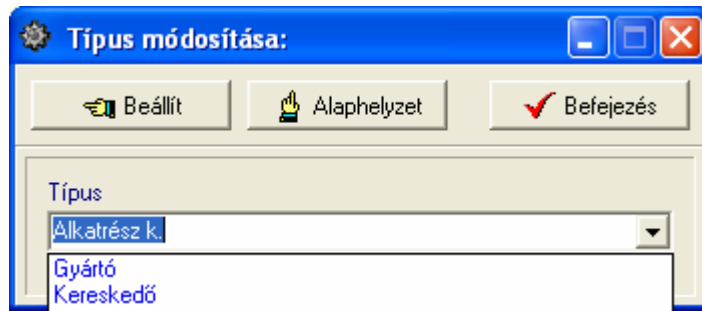 Típus módosítása:
Beállít Alaphelyzet Befejezés
Típus
Alkatrész k.
Gyártó
Kereskedő